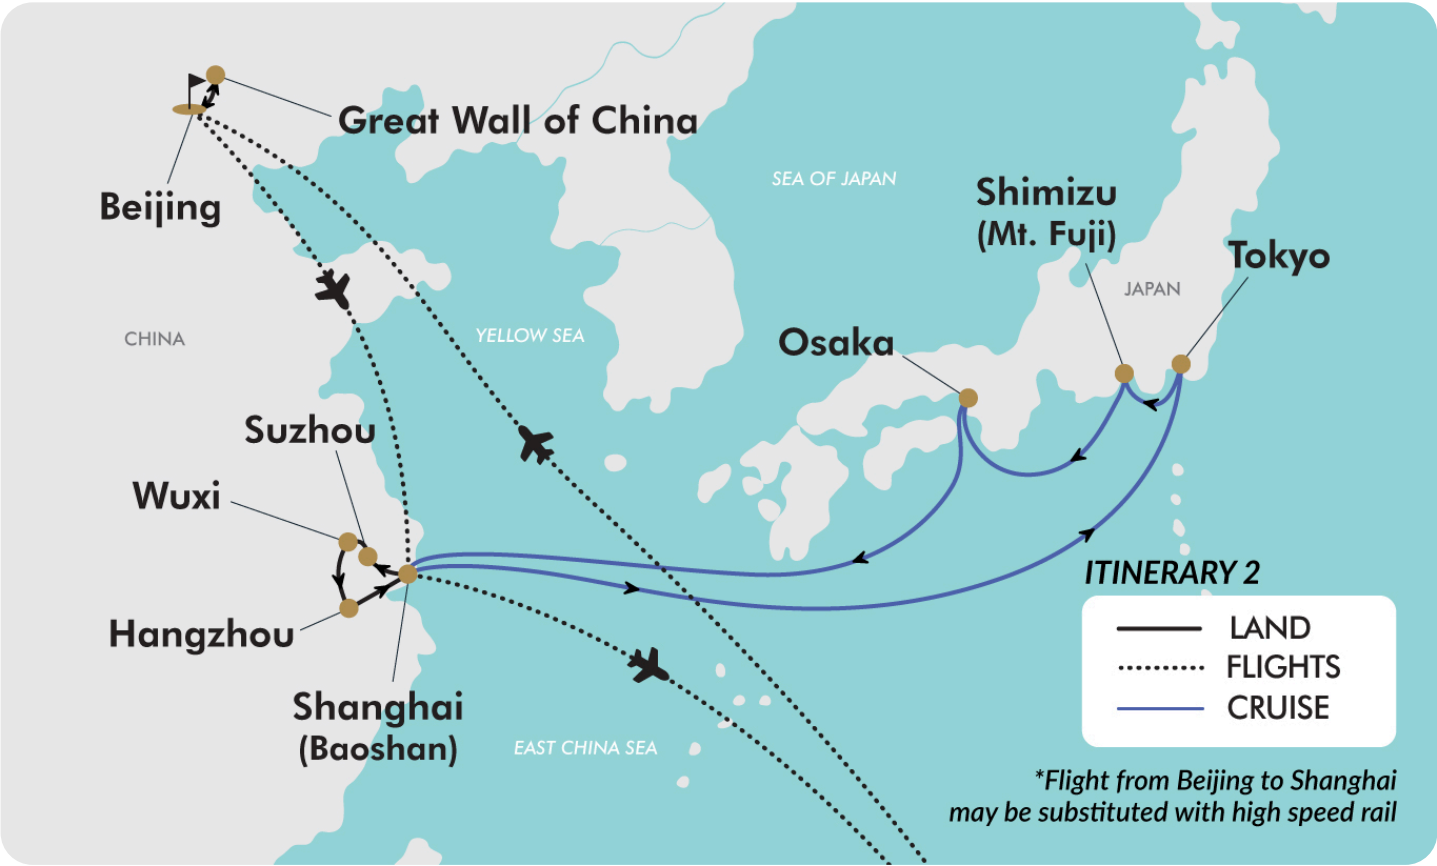 Great Wall of China
Beijing
SEA OF JAPAN
Shimizu
(Mt. Fuji)
Tokyo
JAPAN
CHINA
YELLOW SEA
Osaka
Suzhou
Wuxi
Hangzhou
Shanghai
(Baoshan)
EAST CHINA SEA
ITINERARY 2
LAND
FLIGHTS
CRUISE
*Flight from Beijing to Shanghai
may be substituted with high speed rail